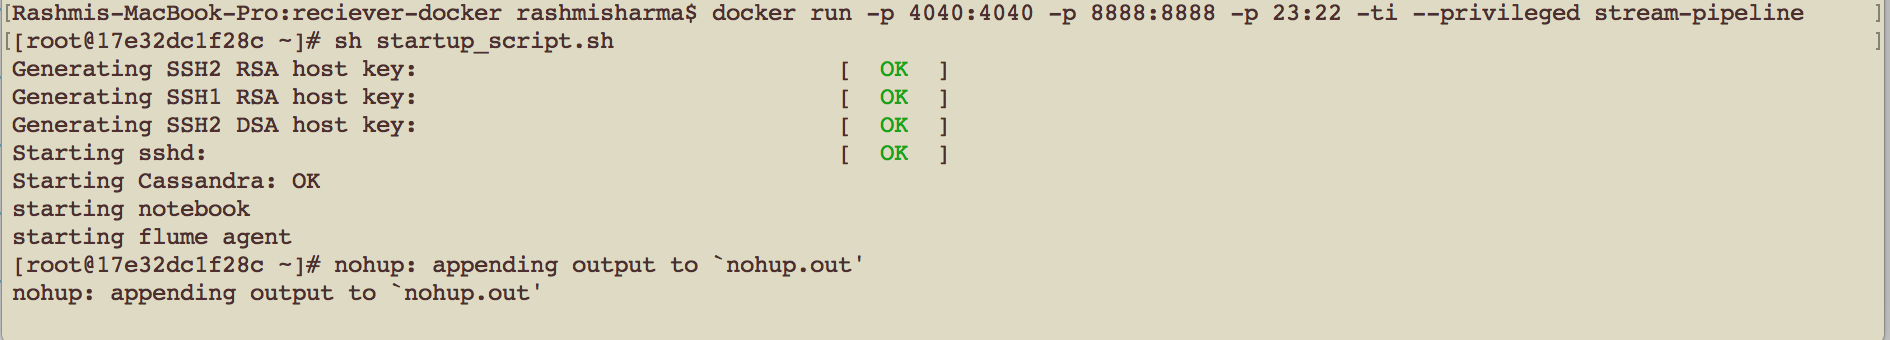 [Rashmis-MacBook-Pro:reciever-docker rashmisharma$ docker run -p 4040:4040 -p 8888:8888 -p 23:22 -ti --privileged stream-pipeline ]
[[root@17e32dc1f28c ~]# sh startup_script.sh ]
Generating SSH2 RSA host key: [ OK ]
Generating SSH1 RSA host key: [ OK ]
Generating SSH2 DSA host key: [ OK ]
Starting sshd: [ OK ]
Starting Cassandra: OK
starting notebook
starting flume agent
[root@17e32dc1f28c ~]# nohup: appending output to `nohup.out'
nohup: appending output to `nohup.out'